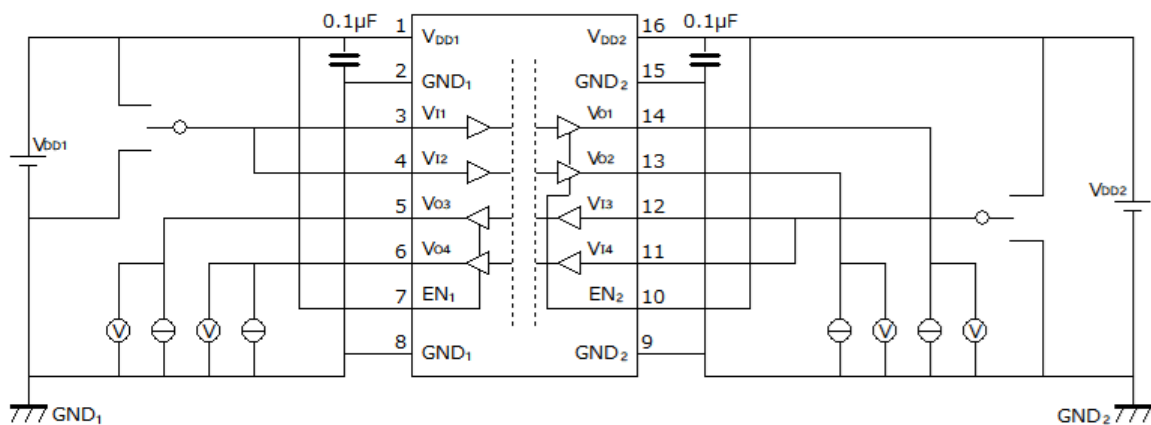 0.1μF 1 16 0.1μF
VDD1 VDD2
2 15
GND1 GND2
3 VI1 VO1 14
VDD1 4 VI2 VO2 13
5 VO3 VI3 12 VDD2
6 VO4 VI4 11
7 EN1 EN2 10
V V V V
8 GND1 GND2 9
GND1 GND2